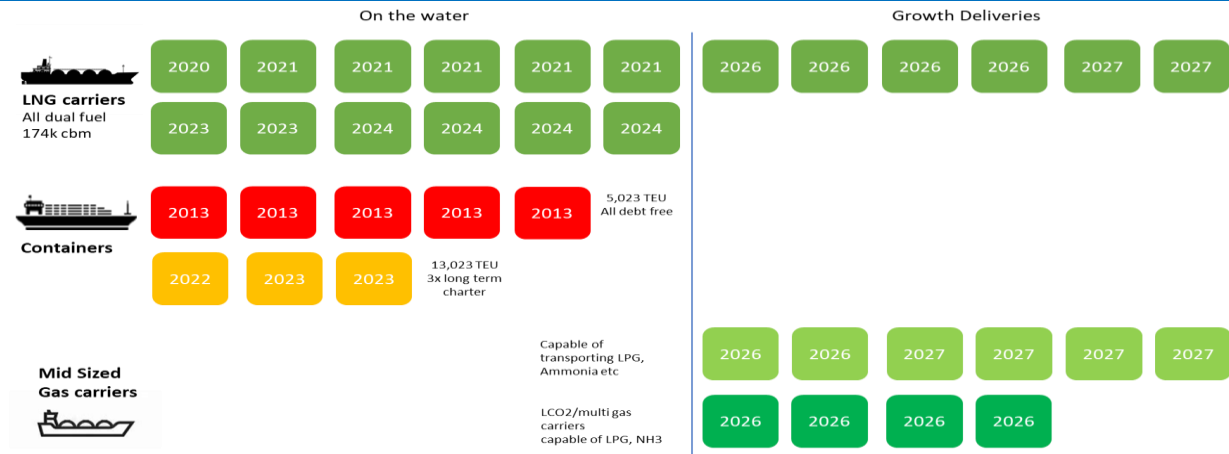 On the water
Growth Deliveries
LNG carriers
All dual fuel
174k cbm
2020 2021 2021 2021 2021 2021
2026 2026 2026 2026 2027 2027
2023 2023 2024 2024 2024 2024
Containers
2013 2013 2013 2013 2013
5,023 TEU
All debt free
2022 2023 2023
13,023 TEU
3x long term
charter
Mid Sized
Gas carriers
Capable of
transporting LPG,
Ammonia etc
2026 2026 2027 2027 2027 2027
LCO2/multi gas
carriers
capable of LPG, NH3
2026 2026 2026 2026